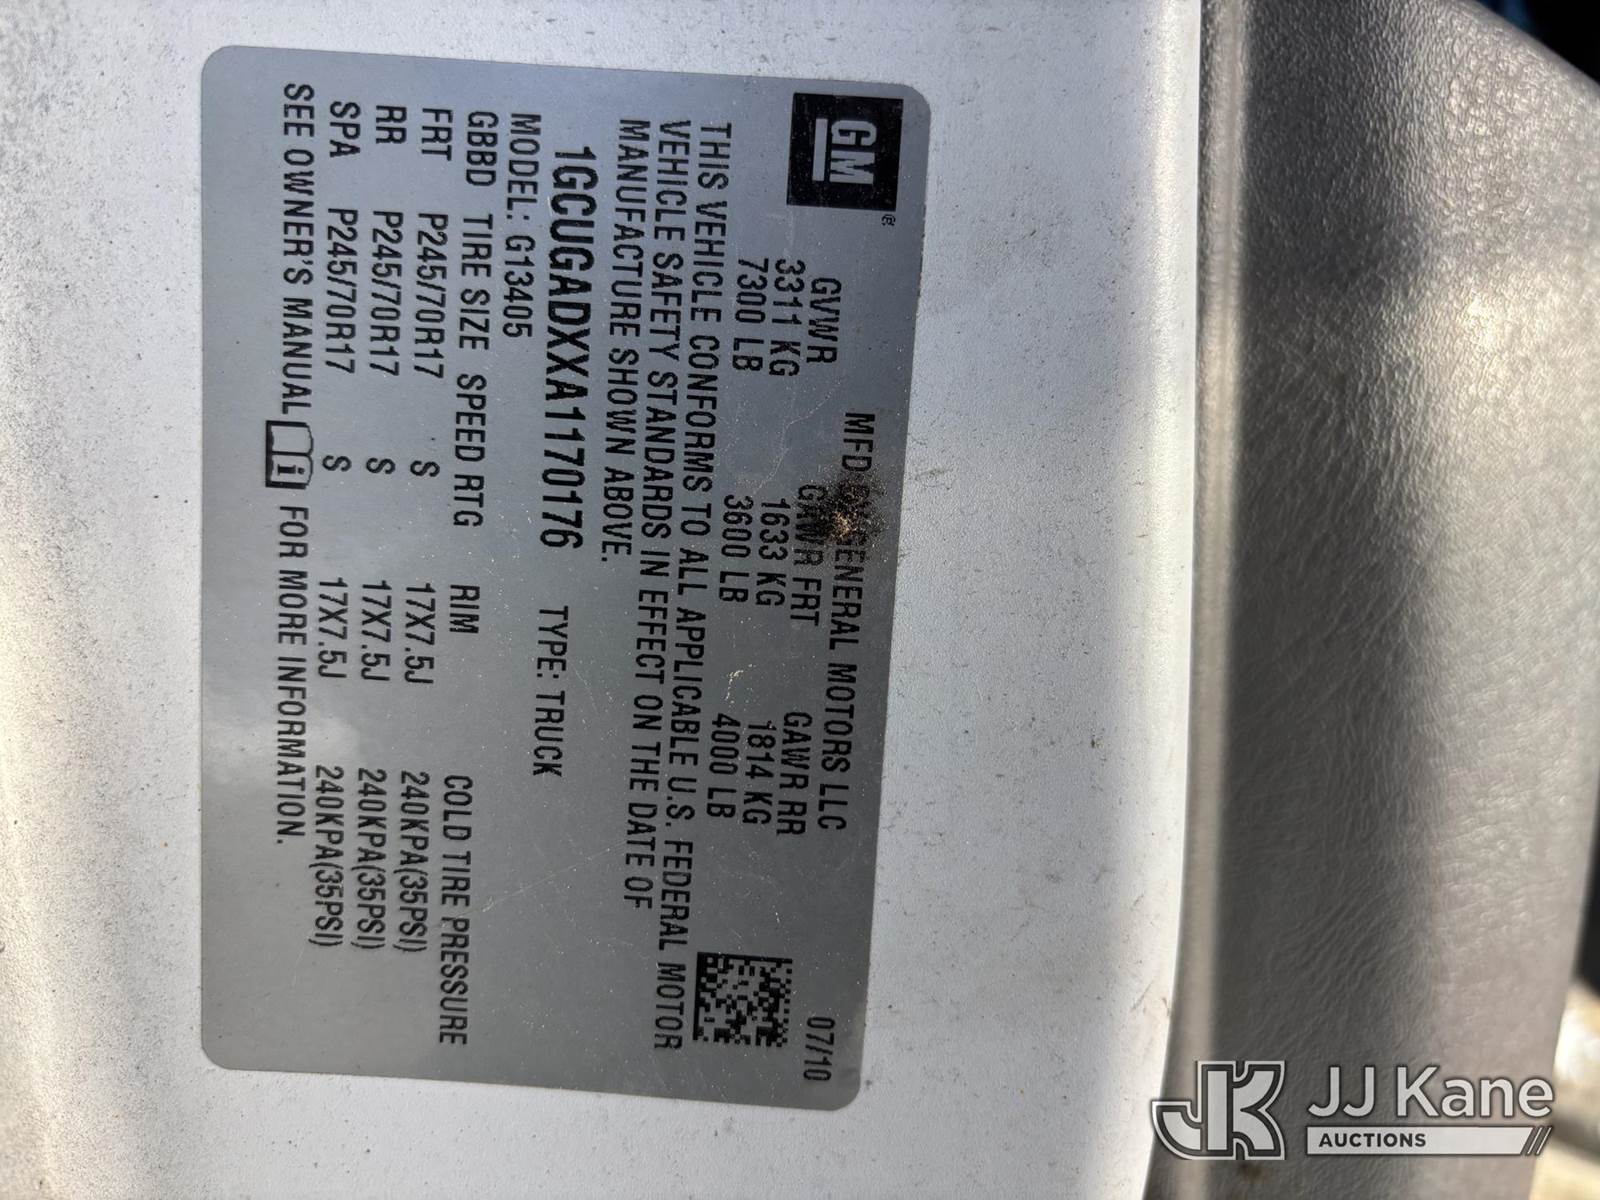 GM®
MFD BY GENERAL MOTORS LLC
07/10
GVWR GAWR FRT GAWR RR
3311 KG 1633 KG 1814 KG
7300 LB 3600 LB 4000 LB
THIS VEHICLE CONFORMS TO ALL APPLICABLE U.S. FEDERAL MOTOR
VEHICLE SAFETY STANDARDS IN EFFECT ON THE DATE OF
MANUFACTURE SHOWN ABOVE.
1GCUGADXXA1170176 TYPE: TRUCK
MODEL: G13405
GBBD TIRE SIZE SPEED RTG RIM COLD TIRE PRESSURE
FRT P245/70R17 S 17X7.5J 240KPA(35PSI)
RR P245/70R17 S 17X7.5J 240KPA(35PSI)
SPA P245/70R17 S 17X7.5J 240KPA(35PSI)
SEE OWNER'S MANUAL i FOR MORE INFORMATION.
JK JJ Kane
AUCTIONS